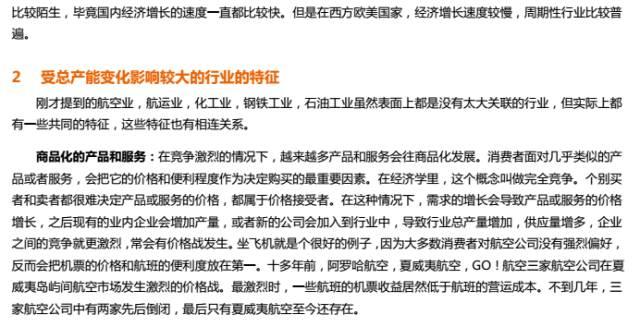 比较陌生，毕竟国内经济增长的速度一直都比较快。但是在西方欧美国家，经济增长速度较慢，周期性行业比较普
遍。
2 受总产能变化影响较大的行业的特征
刚才提到的航空业，航运业，化工业，钢铁工业，石油工业虽然表面上都是没有太大关联的行业，但实际上都
有一些共同的特征，这些特征也有相连关系。
商品化的产品和服务：在竞争激烈的情况下，越来越多产品和服务会往商品化发展。消费者面对几乎类似的产
品或者服务，会把它的价格和便利程度作为决定购买的最重要因素。在经济学里，这个概念叫做完全竞争。个别买
者和卖者都很难决定产品或服务的价格，都属于价格接受者。在这种情况下，需求的增长会导致产品或服务的价格
增长，之后现有的业内企业会增加产量，或者新的公司会加入到行业中，导致行业总产量增加，供应量增多，企业
之间的竞争就更激烈，常会有价格战发生。坐飞机就是个很好的例子，因为大多数消费者对航空公司没有强烈偏好，
反而会把机票的价格和航班的便利度放在第一。十多年前，阿罗哈航空，夏威夷航空，GO！航空三家航空公司在夏
威夷岛屿间航空市场发生激烈的价格战。最激烈时，一些航班的机票收益居然低于航班的营运成本。不到几年，三
家航空公司中有两家先后倒闭，最后只有夏威夷航空至今还存在。